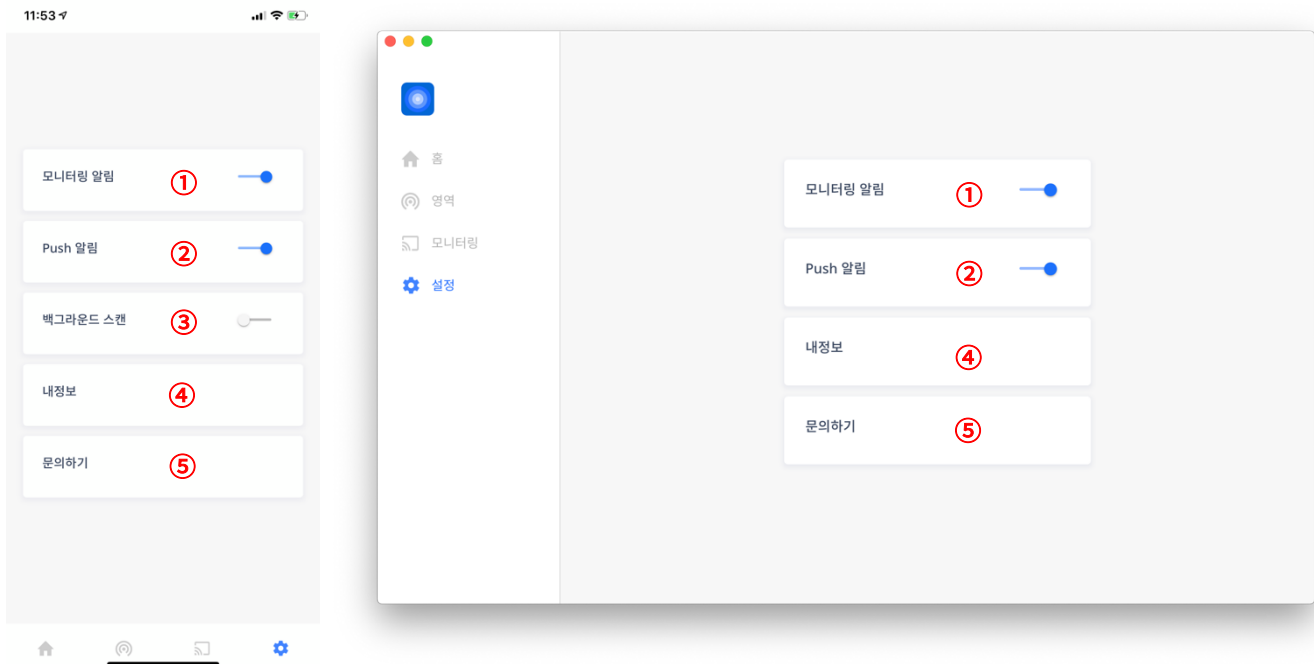 11:53
모니터링 알림 ①
Push 알림 ②
백그라운드 스캔 ③
내정보 ④
문의하기 ⑤
홈
영역
모니터링
설정
모니터링 알림 ①
Push 알림 ②
내정보 ④
문의하기 ⑤